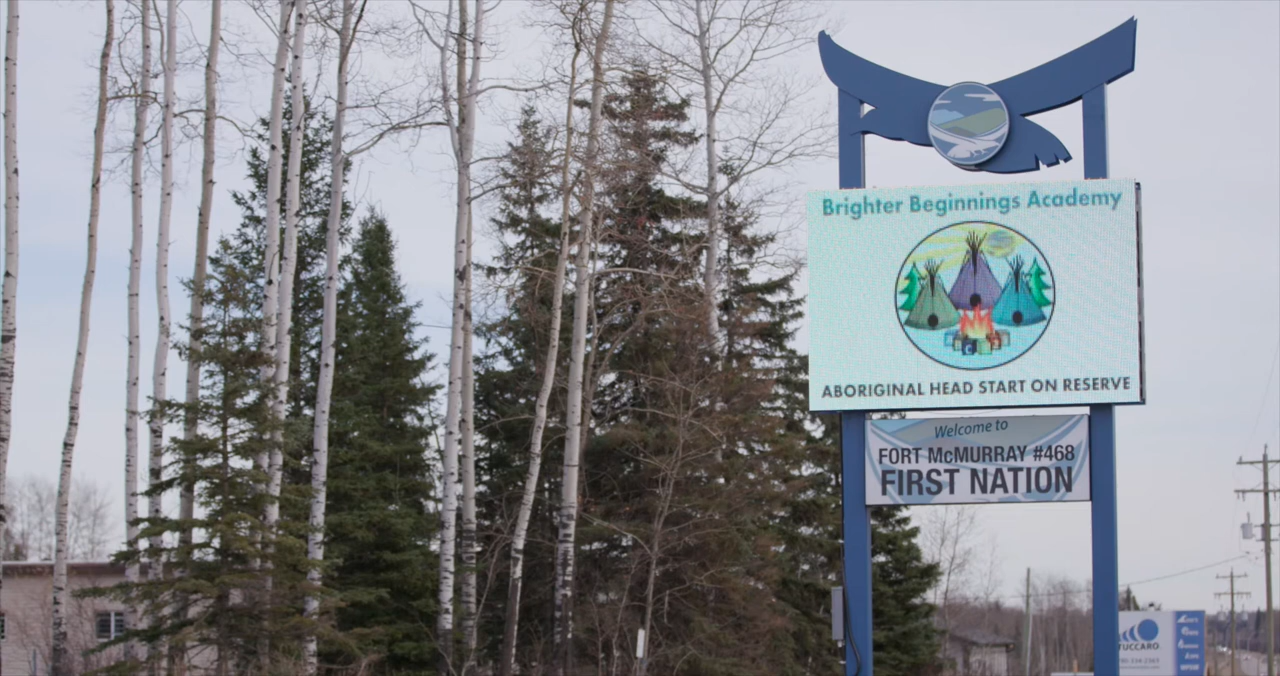 Brighter Beginnings Academy
ABORIGINAL HEAD START ON RESERVE
Welcome to
FORT McMURRAY #468
FIRST NATION
TUCCARO